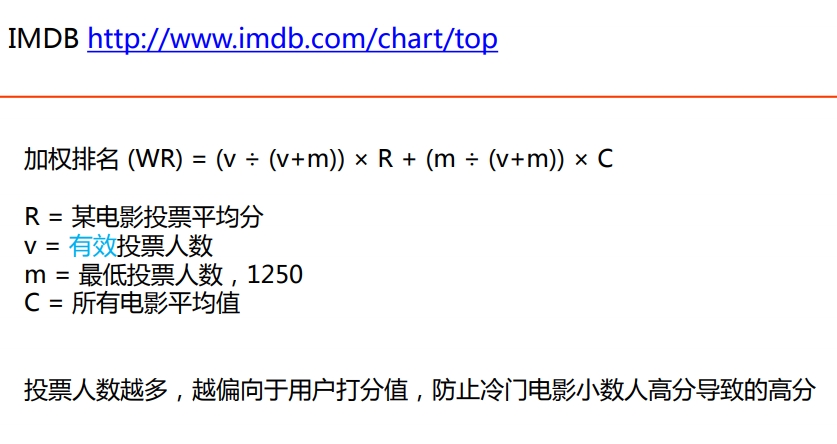 IMDB http://www.imdb.com/chart/top
加权排名 (WR) = (v ÷ (v+m)) × R + (m ÷ (v+m)) × C
R = 某电影投票平均分
v = 有效投票人数
m = 最低投票人数，1250
C = 所有电影平均值
投票人数越多，越偏向于用户打分值，防止冷门电影小数人高分导致的高分